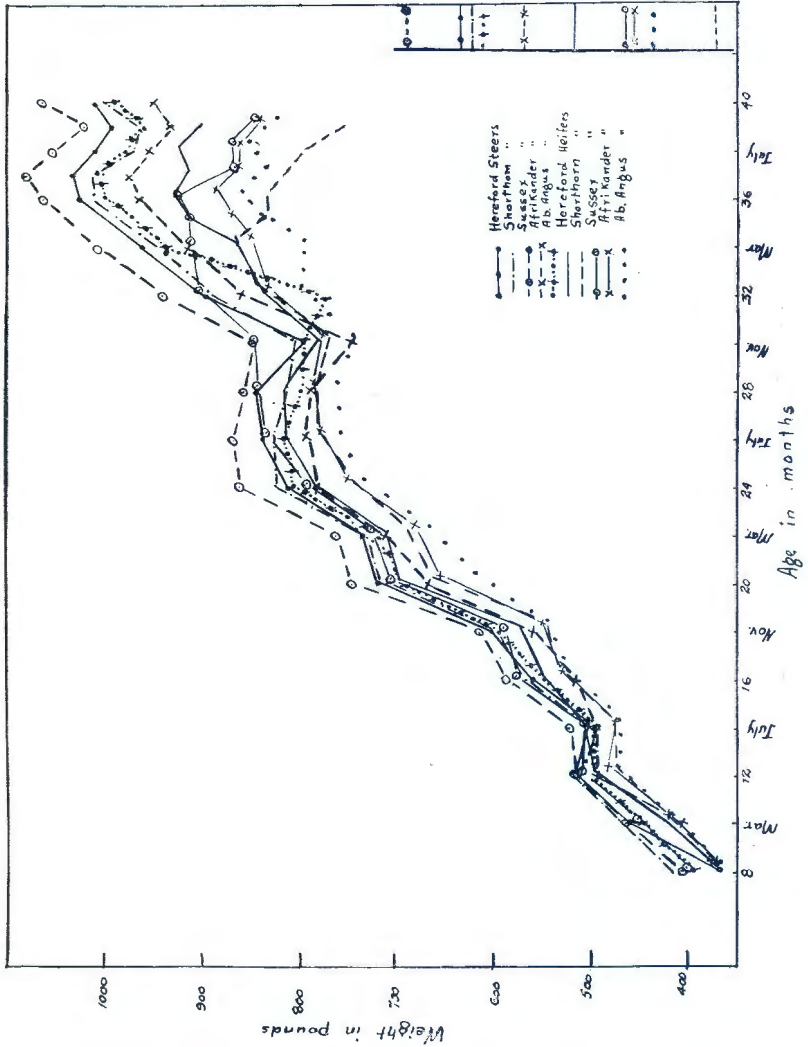 Weight in pounds
1000
900
800
700
600
500
400
Hereford Steers
Shorthorn "
Sussex "
Afrikander "
Ab. Angus "
Hereford Heifers
Shorthorn "
Sussex "
Afrikander "
Ab. Angus "
8 Mar 12 July 16 Nov. 20 Mar 24 July 28 Nov. 32 Mar 36 July 40
Age in months